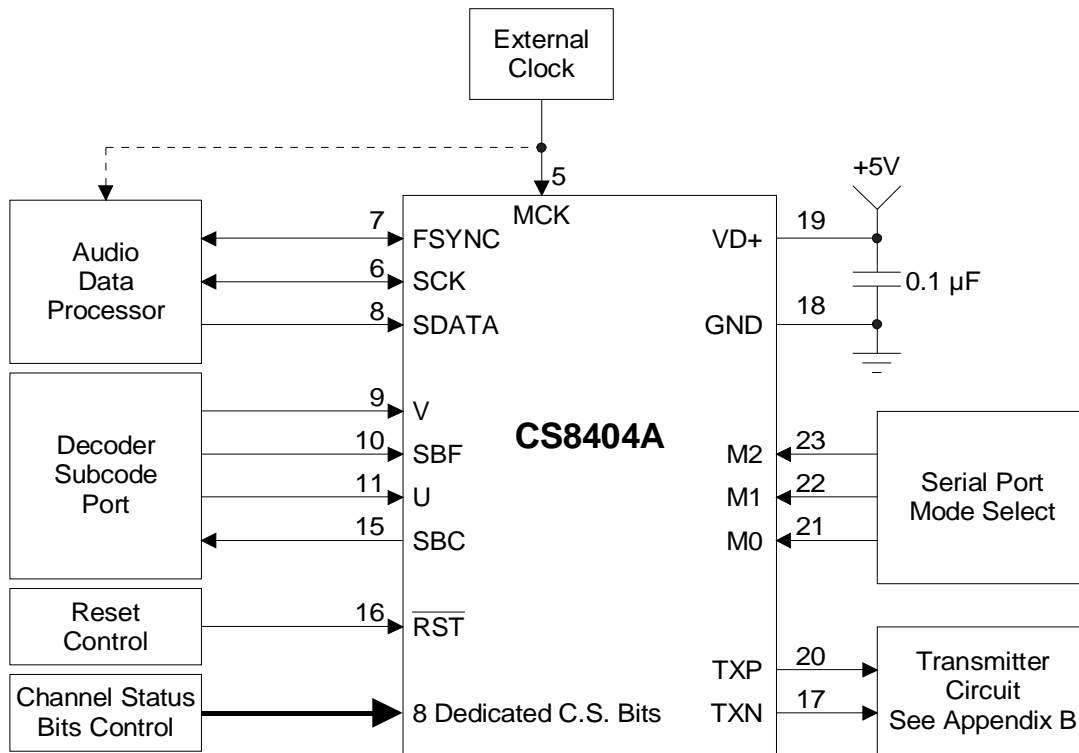 External
Clock
5
MCK
+5V
Audio
Data
Processor
7
FSYNC
6
SCK
8
SDATA
VD+
19
0.1 µF
GND
18
Decoder
Subcode
Port
9
V
10
SBF
11
U
15
SBC
CS8404A
M2
23
M1
22
M0
21
Serial Port
Mode Select
Reset
Control
16
RST
Channel Status
Bits Control
8 Dedicated C.S. Bits
TXP
20
TXN
17
Transmitter
Circuit
See Appendix B